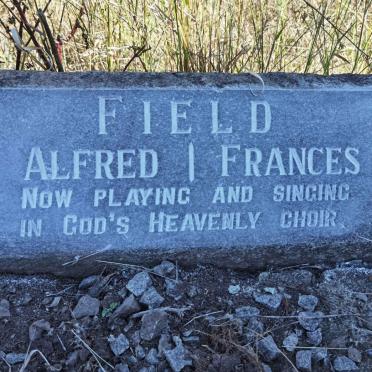 FIELD
ALFRED | FRANCES
NOW PLAYING AND SINGING
IN GOD'S HEAVENLY CHOIR.